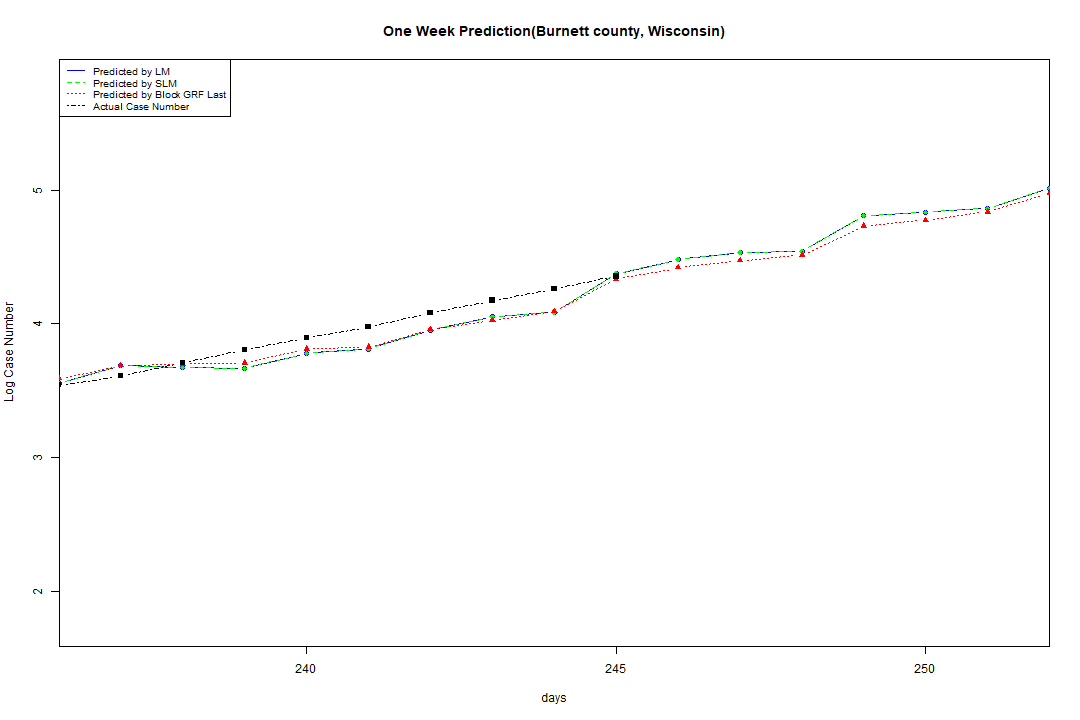 One Week Prediction(Burnett county, Wisconsin)
Predicted by LM
Predicted by SLM
Predicted by Block GRF Last
Actual Case Number
5
4
3
2
Log Case Number
240
245
250
days